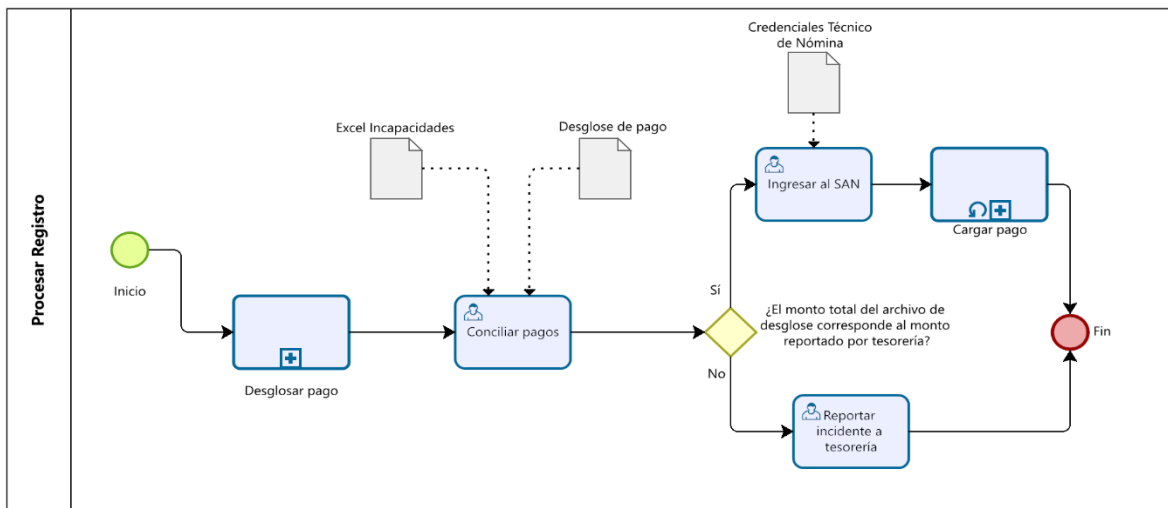 Procesar Registro
Inicio
Desglosar pago
Excel Incapacidades
Desglose de pago
Conciliar pagos
¿El monto total del archivo de
desglose corresponde al monto
reportado por tesorería?
Sí
No
Credenciales Técnico
de Nómina
Ingresar al SAN
Cargar pago
Reportar
incidente a
tesorería
Fin